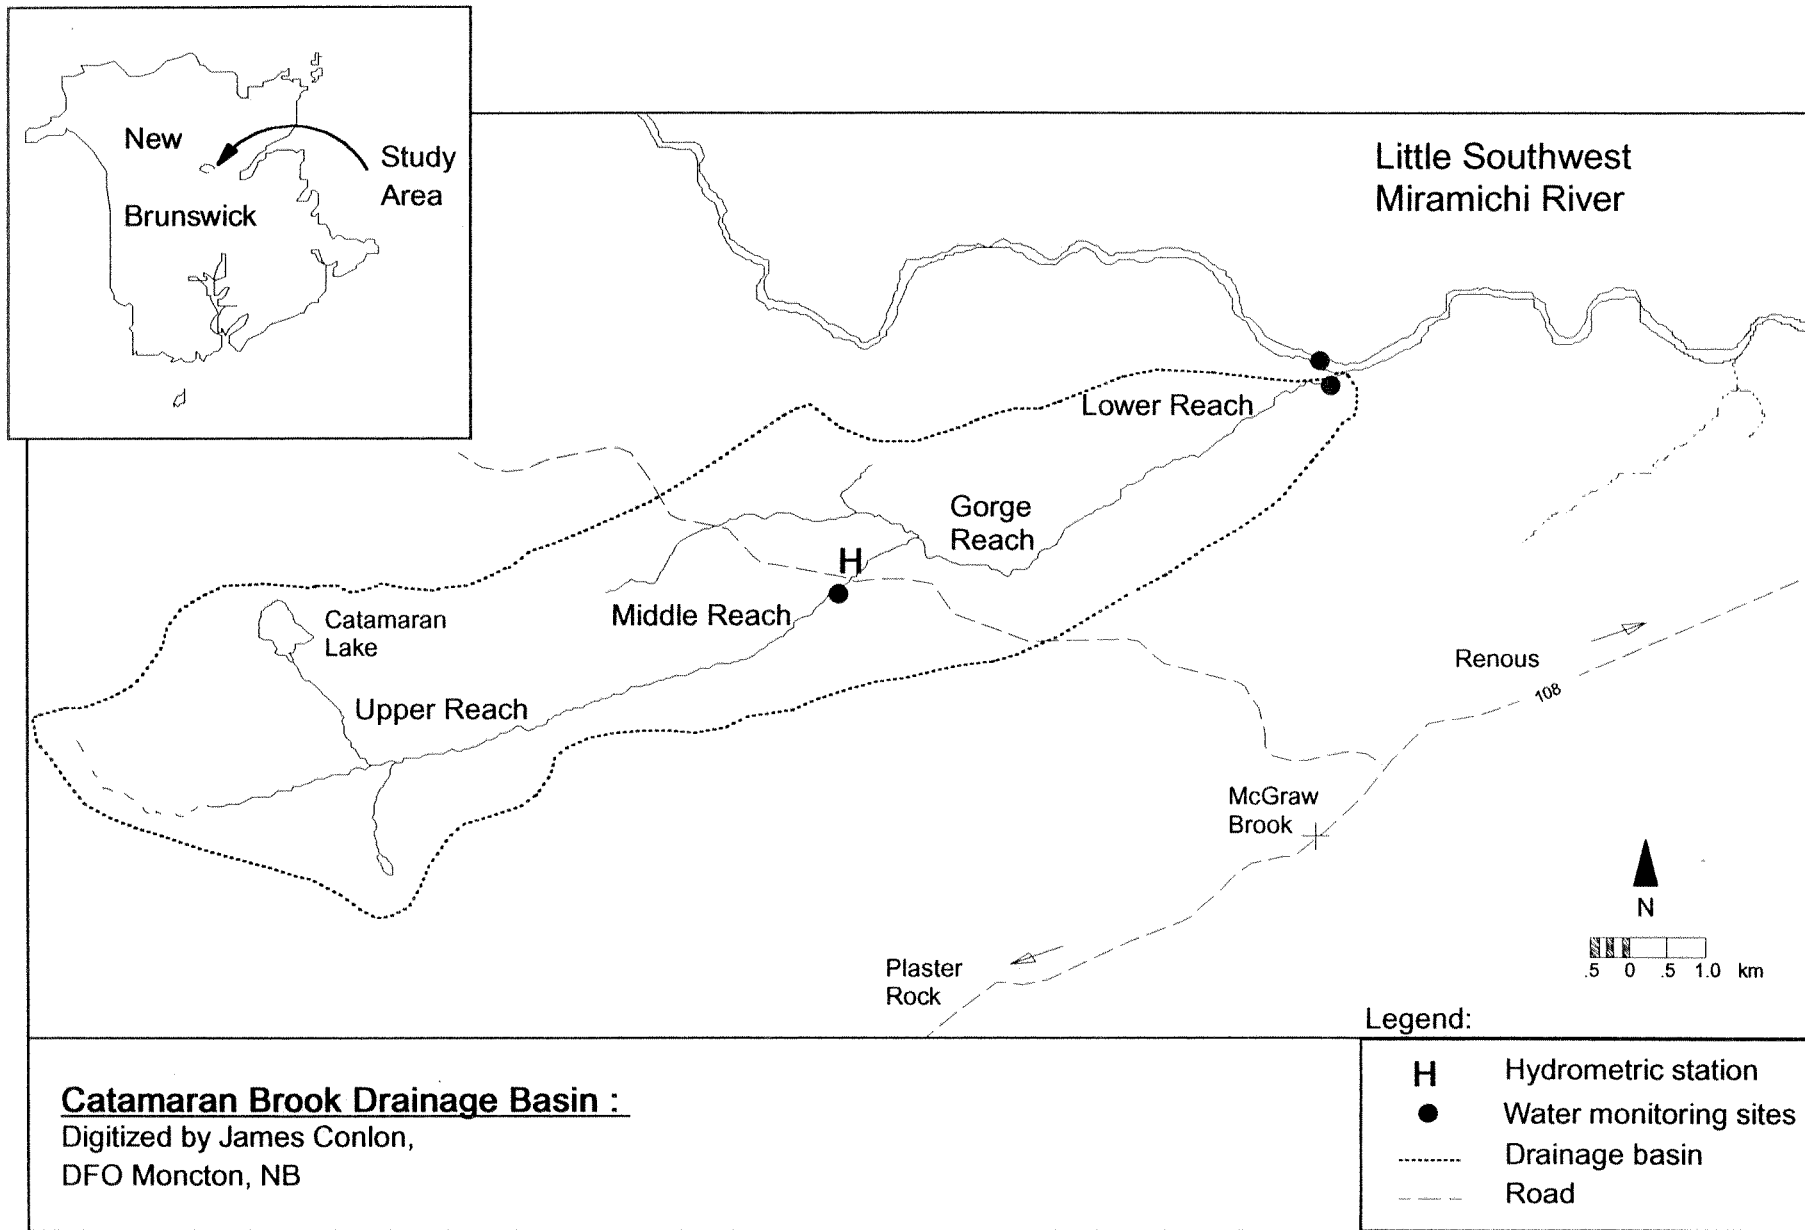 New
Brunswick
Study
Area
Little Southwest
Miramichi River
Lower Reach
Gorge
Reach
H
Middle Reach
Catamaran
Lake
Upper Reach
Renous
108
McGraw
Brook
Plaster
Rock
N
.5 0 .5 1.0 km
Legend:
H Hydrometric station
Water monitoring sites
Drainage basin
Road
Catamaran Brook Drainage Basin :
Digitized by James Conlon,
DFO Moncton, NB